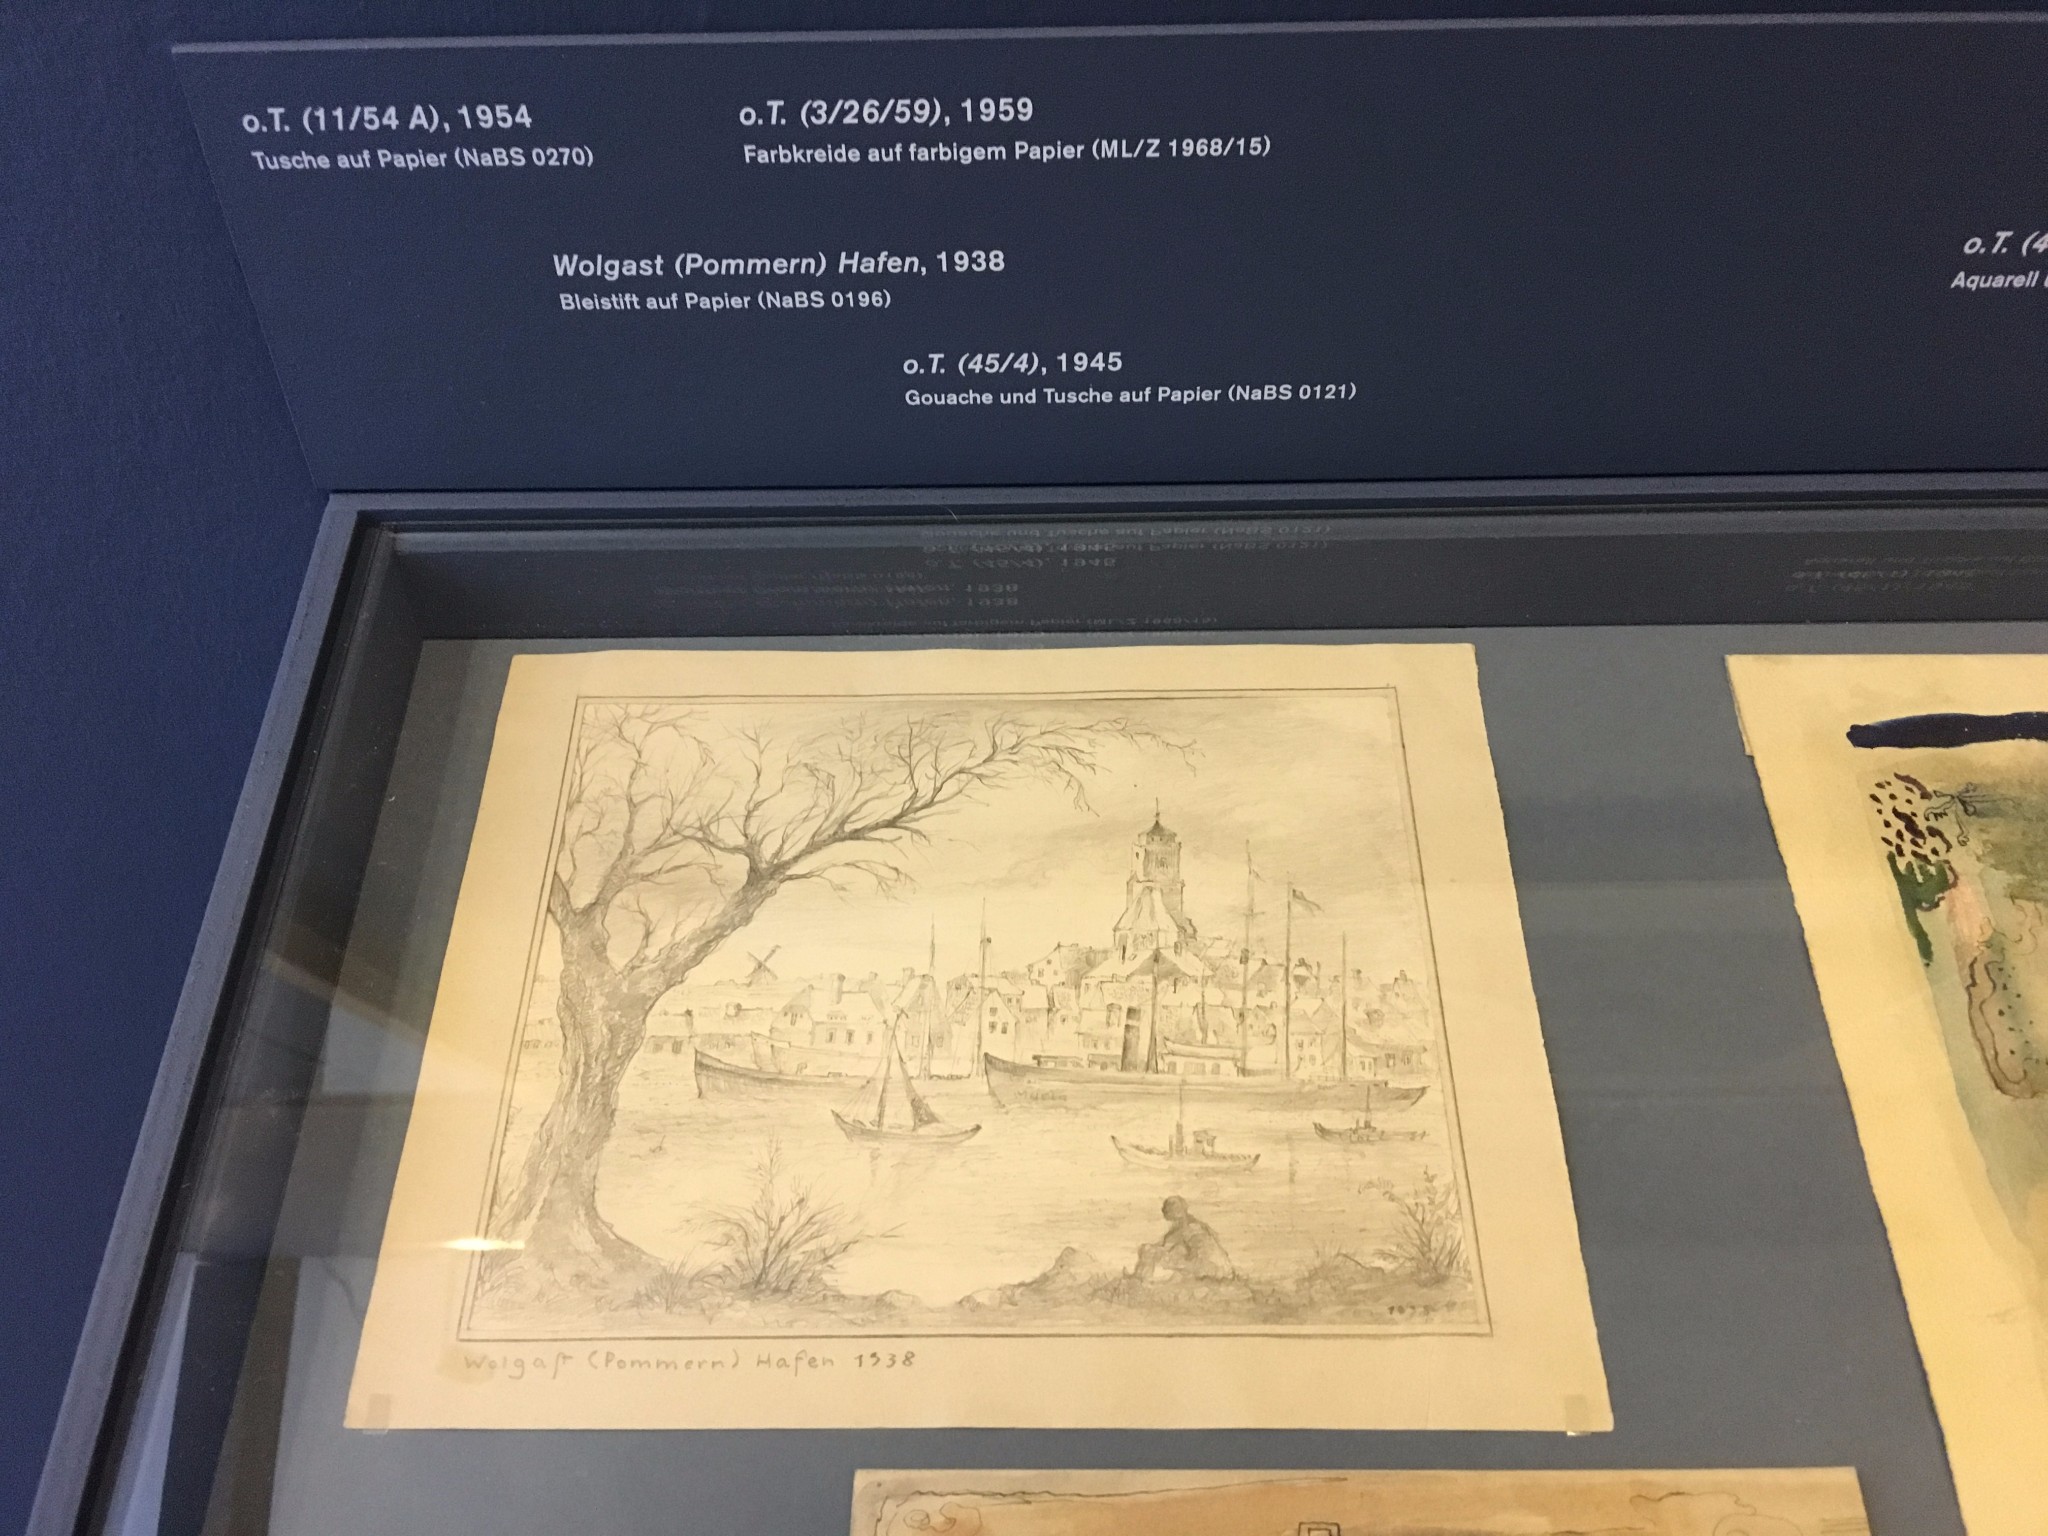 o.T. (11/54 A), 1954
Tusche auf Papier (NaBS 0270)
o.T. (3/26/59), 1959
Farbkreide auf farbigem Papier (ML/Z 1968/15)
Wolgast (Pommern) Hafen, 1938
Bleistift auf Papier (NaBS 0196)
o.T. (45/4), 1945
Gouache und Tusche auf Papier (NaBS 0121)
o.T. (4
Aquarell
Wolgaſt (Pommern) Hafen 1938